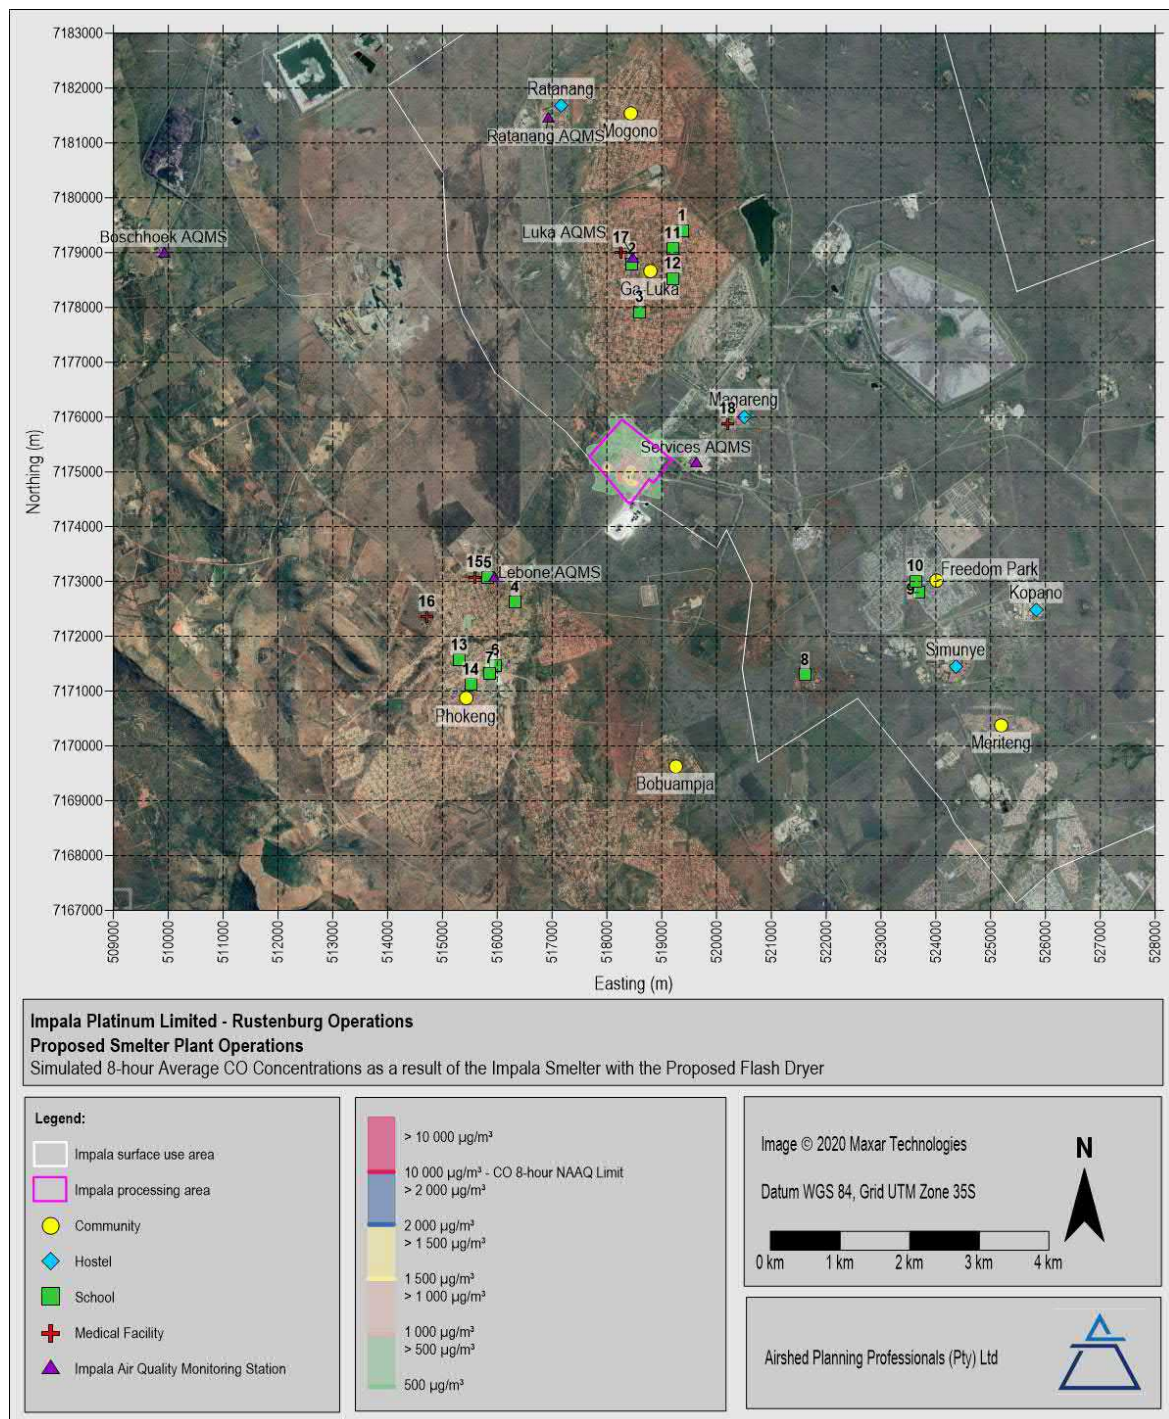 7183000
7182000
7181000
7180000
7179000
7178000
7177000
7176000
7175000
7174000
7173000
7172000
7171000
7170000
7169000
7168000
7167000
Northing (m)
Ratanang
Ratanang AQMS
Mogono
Boschhoek AQMS
Luka AQMS
17
2
1
11
12
Ga-Luka
3
Magareng
18
Services AQMS
155
Lebone AQMS
4
16
13
6
7
14
Phokeng
10
9
Freedom Park
Kopano
Simunye
8
Meriteng
Bobuampja
509000
510000
511000
512000
513000
514000
515000
516000
517000
518000
519000
520000
521000
522000
523000
524000
525000
526000
527000
528000
Easting (m)
Impala Platinum Limited - Rustenburg Operations
Proposed Smelter Plant Operations
Simulated 8-hour Average CO Concentrations as a result of the Impala Smelter with the Proposed Flash Dryer
Legend:
Impala surface use area
Impala processing area
Community
Hostel
School
Medical Facility
Impala Air Quality Monitoring Station
> 10 000 µg/m³
10 000 µg/m³ - CO 8-hour NAAQ Limit
> 2 000 µg/m³
2 000 µg/m³
> 1 500 µg/m³
1 500 µg/m³
> 1 000 µg/m³
1 000 µg/m³
> 500 µg/m³
500 µg/m³
Image © 2020 Maxar Technologies
Datum WGS 84, Grid UTM Zone 35S
N
0 km 1 km 2 km 3 km 4 km
Airshed Planning Professionals (Pty) Ltd